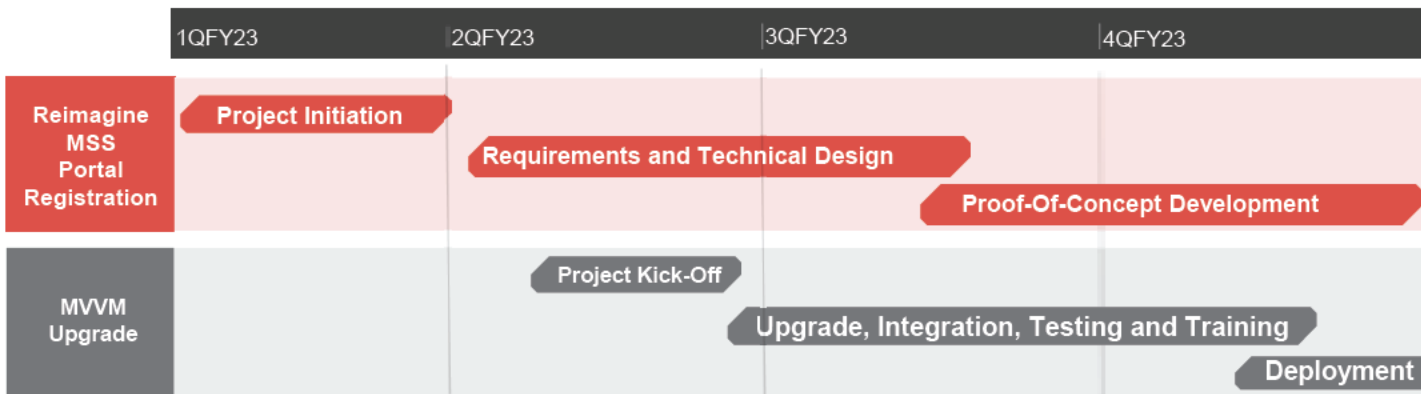 1QFY23
2QFY23
3QFY23
4QFY23
Reimagine
MSS
Portal
Registration
Project Initiation
Requirements and Technical Design
Proof-Of-Concept Development
MVVM
Upgrade
Project Kick-Off
Upgrade, Integration, Testing and Training
Deployment